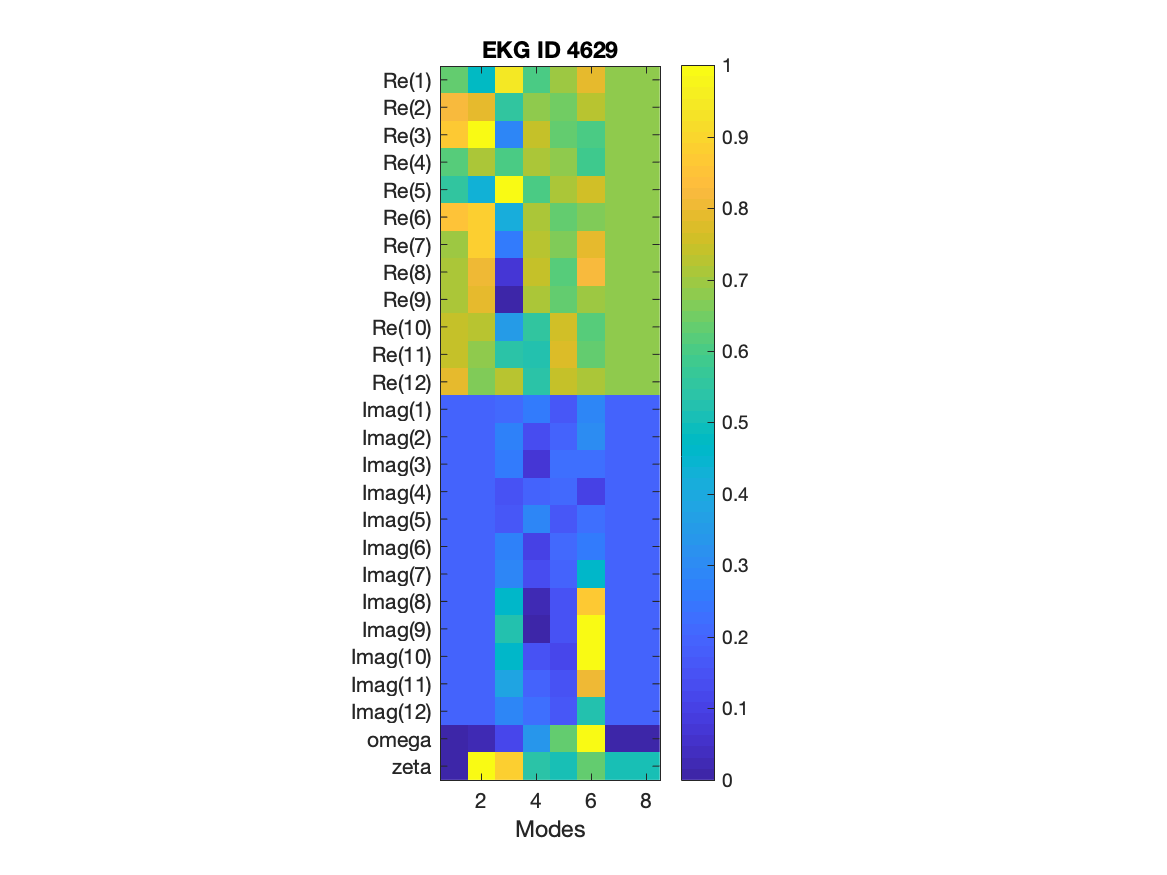 EKG ID 4629
Re(1)
Re(2)
Re(3)
Re(4)
Re(5)
Re(6)
Re(7)
Re(8)
Re(9)
Re(10)
Re(11)
Re(12)
Imag(1)
Imag(2)
Imag(3)
Imag(4)
Imag(5)
Imag(6)
Imag(7)
Imag(8)
Imag(9)
Imag(10)
Imag(11)
Imag(12)
omega
zeta
2 4 6 8
Modes
1
0.9
0.8
0.7
0.6
0.5
0.4
0.3
0.2
0.1
0